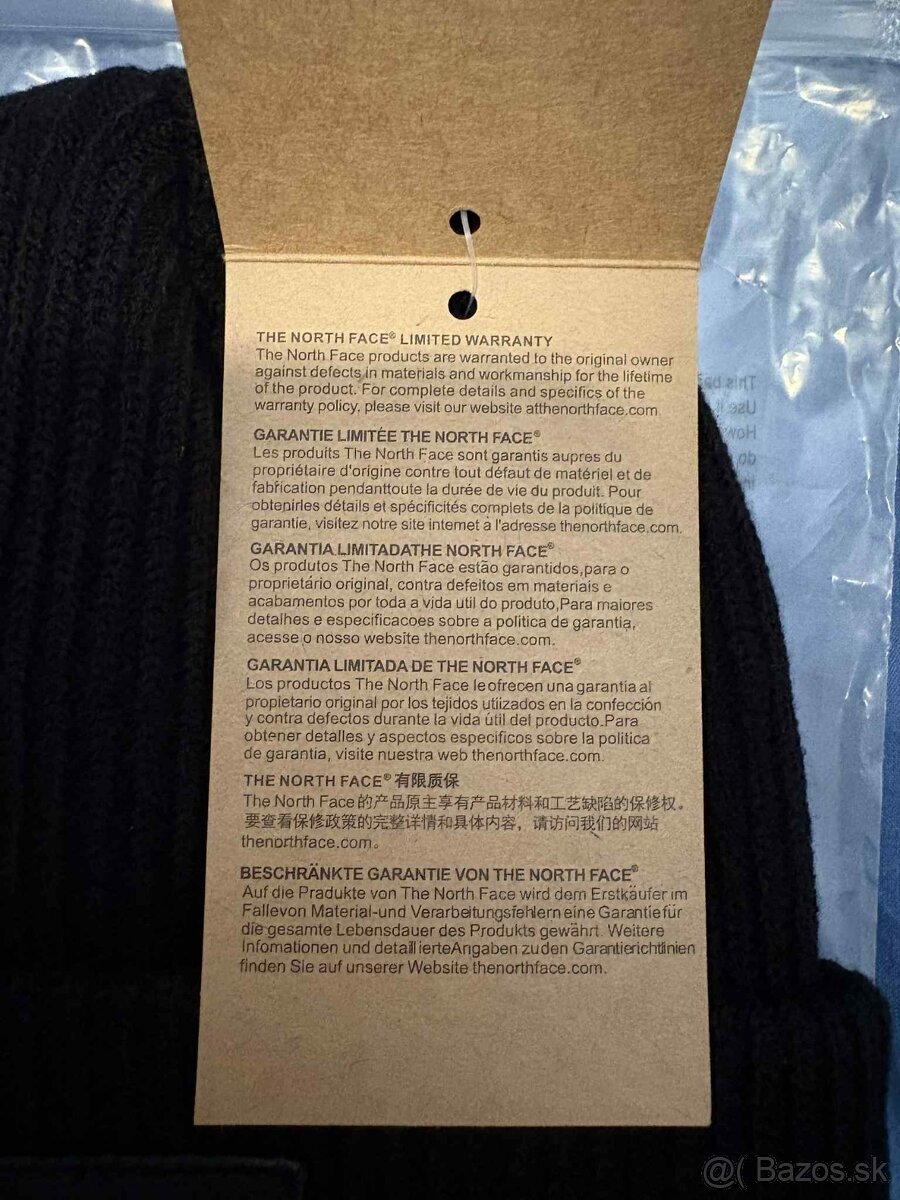 THE NORTH FACE® LIMITED WARRANTY
The North Face products are warranted to the original owner
against defects in materials and workmanship for the lifetime
of the product. For complete details and specifics of the
warranty policy, please visit our website atthenorthface.com
GARANTIE LIMITÉE THE NORTH FACE®
Les produits The North Face sont garantis aupres du
propriétaire d'origine contre tout défaut de matériel et de
fabrication pendanttoute la durée de vie du produit. Pour
obtenirles détails et spécificités complets de la politique de
garantie, visitez notre site internet à l'adresse thenorthface.com.
GARANTIA LIMITADATHE NORTH FACE®
Os produtos The North Face estão garantidos,para o
proprietário original, contra defeitos em materiais e
acabamentos por toda a vida util do produto,Para maiores
detalhes e especificacoes sobre a politica de garantia,
acesse o nosso website thenorthface.com.
GARANTIA LIMITADA DE THE NORTH FACE®
Los productos The North Face leofrecen una garantia al
propietario original por los tejidos utiizados en la confección
y contra defectos durante la vida útil del producto.Para
obtener detalles y aspectos especificos sobre la politica
de garantia, visite nuestra web thenorthface.com.
THE NORTH FACE® 有限质保
The North Face的产品原主享有产品材料和工艺缺陷的保修权。
要查看保修政策的完整详情和具体内容，请访问我们的网站
thenorthface.com。
BESCHRÄNKTE GARANTIE VON THE NORTH FACE®
Auf die Pradukte von The North Face wird dem Erstkäufer im
Fallevon Material-und Verarbeitungsfehlern eine Garantie für
die gesamte Lebensdauer des Produkts gewährt. Weitere
Infomationen und detaillierteAngaben zu den Garantierichtlinien
finden Sie auf unserer Website thenorthface.com.
This
Use
How
do
@( Bazos.sk